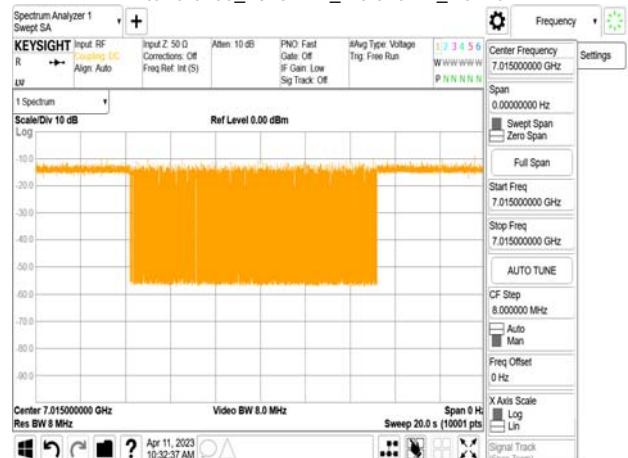 Spectrum Analyzer 1
Swept SA
Frequency
KEYSIGHT
Input: RF
Coupling: DC
Align: Auto
Input Z: 50 Ω
Corrections: Off
Freq Ref: Int (S)
Atten: 10 dB
PNO: Fast
Gate: Off
IF Gain: Low
Sig Track: Off
#Avg Type: Voltage
Trig: Free Run
1 2 3 4 5 6
W W W W W W
P N N N N N
R
LXI
Center Frequency
7.015000000 GHz
Settings
Span
0.00000000 Hz
Swept Span
Zero Span
Full Span
Start Freq
7.015000000 GHz
Stop Freq
7.015000000 GHz
AUTO TUNE
CF Step
8.000000 MHz
Auto
Man
Freq Offset
0 Hz
X Axis Scale
Log
Lin
Signal Track
1 Spectrum
Scale/Div 10 dB
Ref Level 0.00 dBm
Log
-10.0
-20.0
-30.0
-40.0
-50.0
-60.0
-70.0
-80.0
-90.0
Center 7.015000000 GHz
Video BW 8.0 MHz
Span 0 Hz
Res BW 8 MHz
Sweep 20.0 s (10001 pts
?
Apr 11, 2023
10:32:37 AM